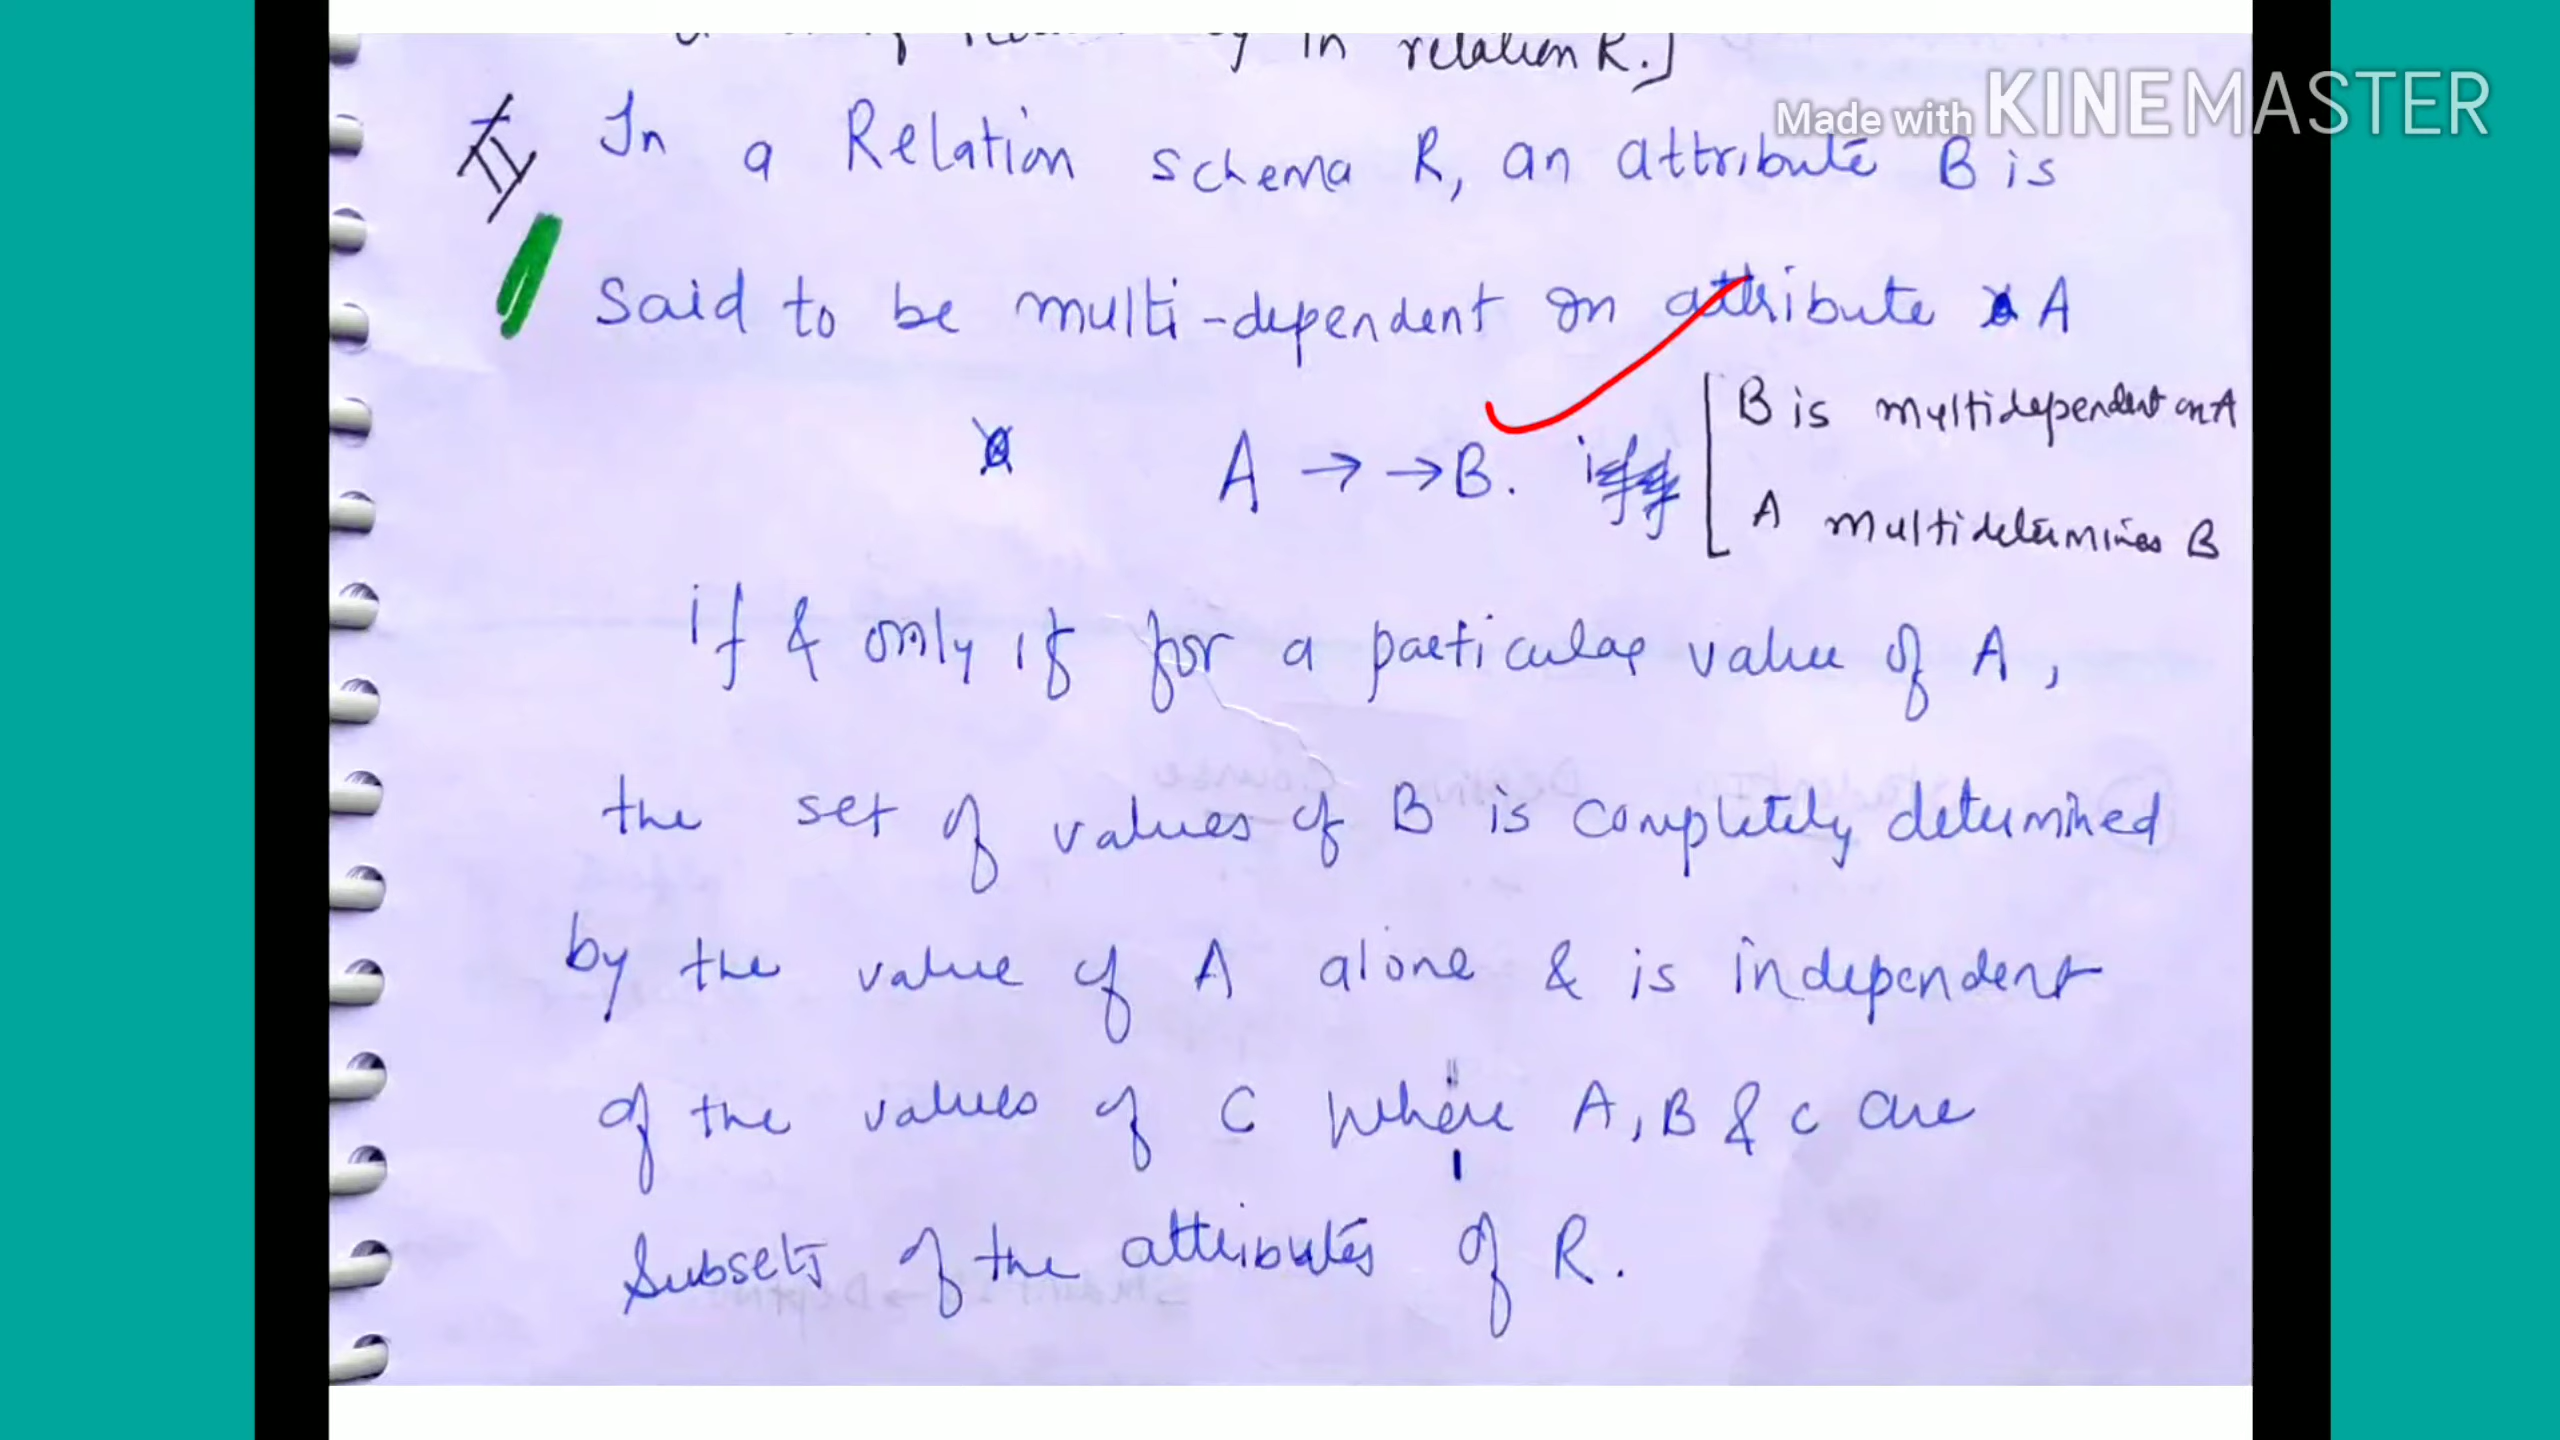 in relation R.]
Made with KINEMASTER
In a Relation schema R, an attribute B is
said to be multi-dependent on attribute A
B is multidependent on A
A →→B. iff
A multidetermines B
if & only if for a particular value of A,
the set of values of B is completely determined
by the value of A alone & is independent
of the values of C where A, B & C are
Subsets of the attributes of R.